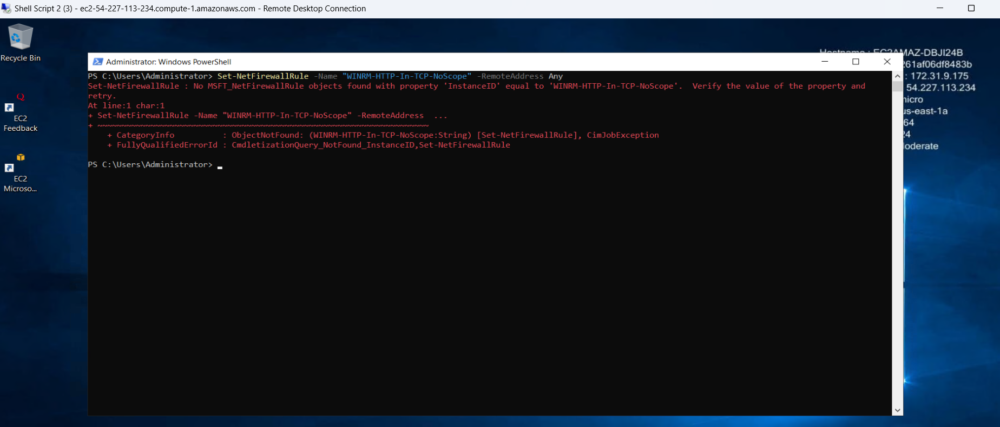 Shell Script 2 (3) - ec2-54-227-113-234.compute-1.amazonaws.com - Remote Desktop Connection
Recycle Bin
EC2
Feedback
EC2
Microso...
Administrator: Windows PowerShell
PS C:\Users\Administrator> Set-NetFirewallRule -Name "WINRM-HTTP-In-TCP-NoScope" -RemoteAddress Any
Set-NetFirewallRule : No MSFT_NetFirewallRule objects found with property 'InstanceID' equal to 'WINRM-HTTP-In-TCP-NoScope'.  Verify the value of the property and
retry.
At line:1 char:1
+ Set-NetFirewallRule -Name "WINRM-HTTP-In-TCP-NoScope" -RemoteAddress  ...
+ ~~~~~~~~~~~~~~~~~~~~~~~~~~~~~~~~~~~~~~~~~~~~~~~~~~~~~~~~~~~~~~~~~~~~~
    + CategoryInfo          : ObjectNotFound: (WINRM-HTTP-In-TCP-NoScope:String) [Set-NetFirewallRule], CimJobException
    + FullyQualifiedErrorId : CmdletizationQuery_NotFound_InstanceID,Set-NetFirewallRule
PS C:\Users\Administrator>
Hostname : EC2AMAZ-DBJI24B
261af06df8483b
: 172.31.9.175
54.227.113.234
micro
us-east-1a
64
24
Moderate